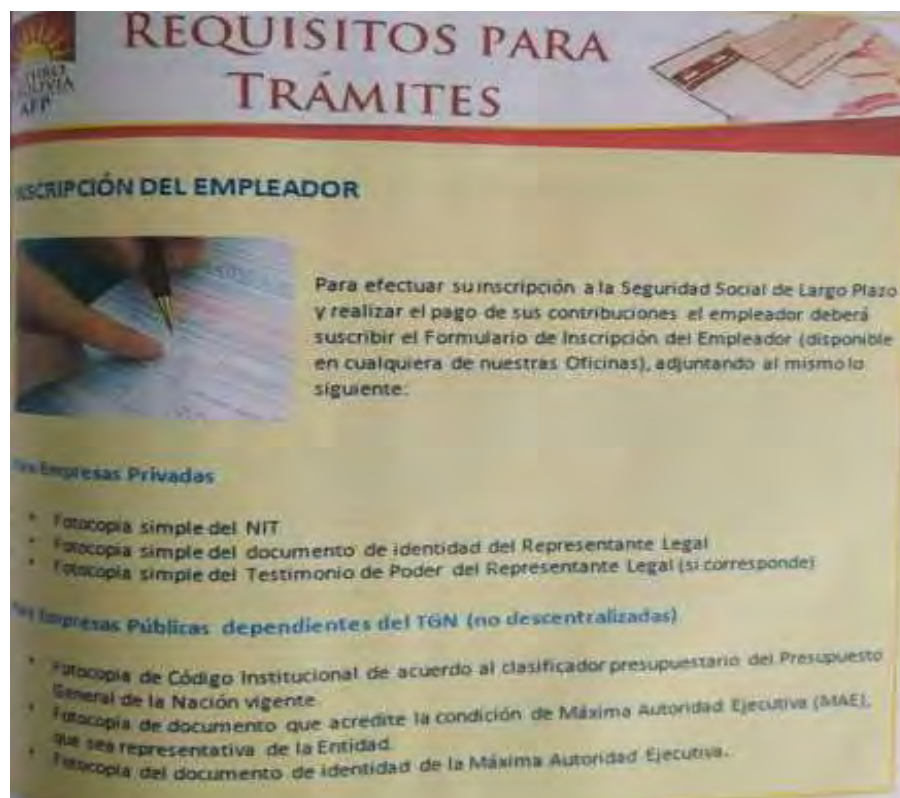 REQUISITOS PARA
TRÁMITES
BOLIVIA
AFP
INSCRIPCIÓN DEL EMPLEADOR
Para efectuar su inscripción a la Seguridad Social de Largo Plazo
y realizar el pago de sus contribuciones el empleador deberá
suscribir el Formulario de Inscripción del Empleador (disponible
en cualquiera de nuestras Oficinas), adjuntando al mismo lo
siguiente:
Empresas Privadas
• Fotocopia simple del NIT
• Fotocopia simple del documento de identidad del Representante Legal
• Fotocopia simple del Testimonio de Poder del Representante Legal (si corresponde)
Empresas Públicas dependientes del TGN (no descentralizadas)
• Fotocopia de Código Institucional de acuerdo al clasificador presupuestario del Presupuesto
General de la Nación vigente
• Fotocopia de documento que acredite la condición de Máxima Autoridad Ejecutiva (MAE),
que sea representativa de la Entidad.
• Fotocopia del documento de identidad de la Máxima Autoridad Ejecutiva.